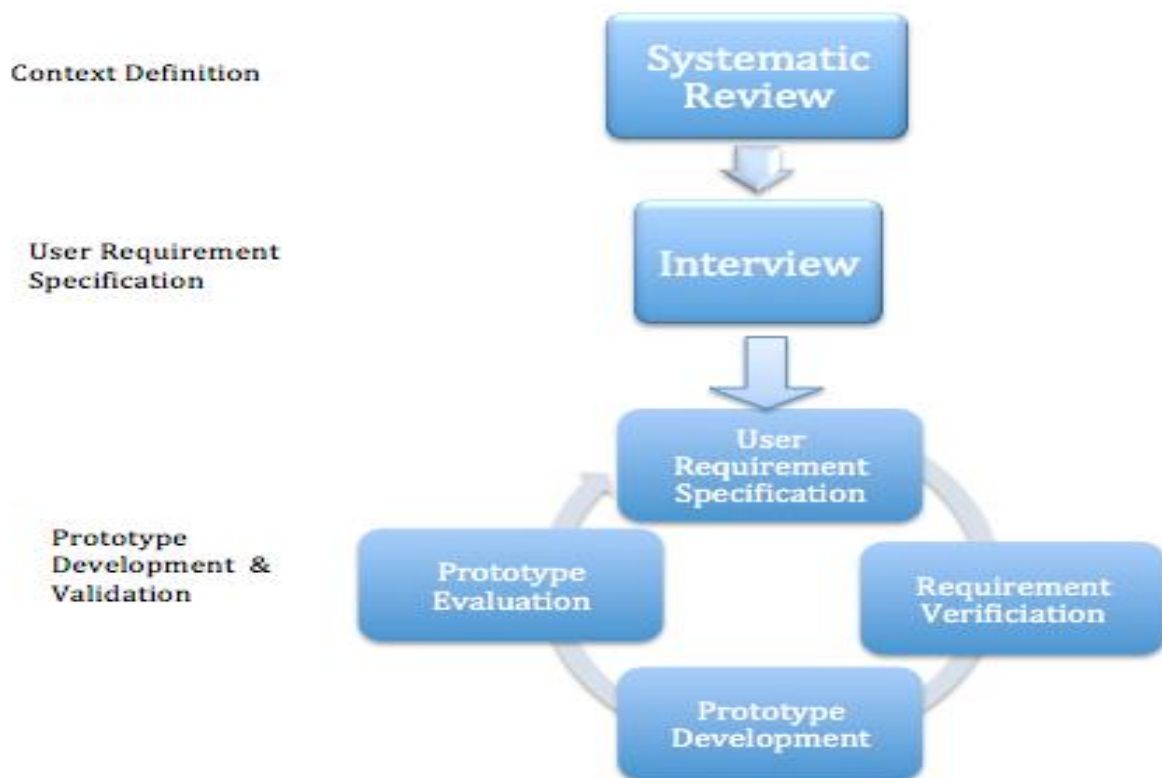 Context Definition
Systematic
Review
User Requirement
Specification
Interview
User
Requirement
Specification
Prototype
Development &
Validation
Prototype
Evaluation
Requirement
Verificiation
Prototype
Development